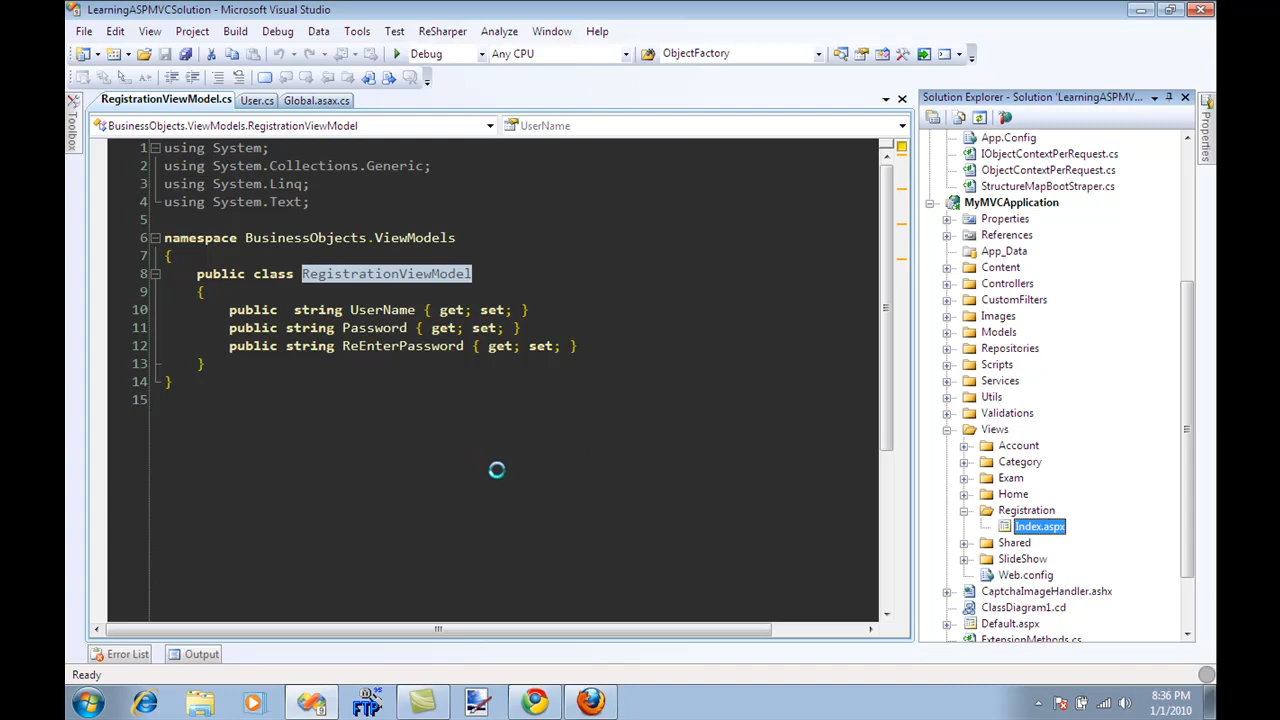 LearningASPMVCSolution - Microsoft Visual Studio
File Edit View Project Build Debug Data Tools Test ReSharper Analyze Window Help
Debug Any CPU ObjectFactory
RegistrationViewModel.cs User.cs Global.asax.cs
BusinessObjects.ViewModels.RegistrationViewModel UserName
Toolbox
1 using System;
2 using System.Collections.Generic;
3 using System.Linq;
4 using System.Text;
5
6 namespace BusinessObjects.ViewModels
7 {
8 public class RegistrationViewModel
9 {
10 public  string UserName { get; set; }
11 public string Password { get; set; }
12 public string ReEnterPassword { get; set; }
13 }
14 }
15
Solution Explorer - Solution 'LearningASPMV...
App.Config
IObjectContextPerRequest.cs
ObjectContextPerRequest.cs
StructureMapBootStraper.cs
MyMVCApplication
Properties
References
App_Data
Content
Controllers
CustomFilters
Images
Models
Repositories
Scripts
Services
Utils
Validations
Views
Account
Category
Exam
Home
Registration
Index.aspx
Shared
SlideShow
Web.config
CaptchaImageHandler.ashx
ClassDiagram1.cd
Default.aspx
ExtensionMethods.cs
Properties
Error List Output
Ready
FTP
8:36 PM
1/1/2010